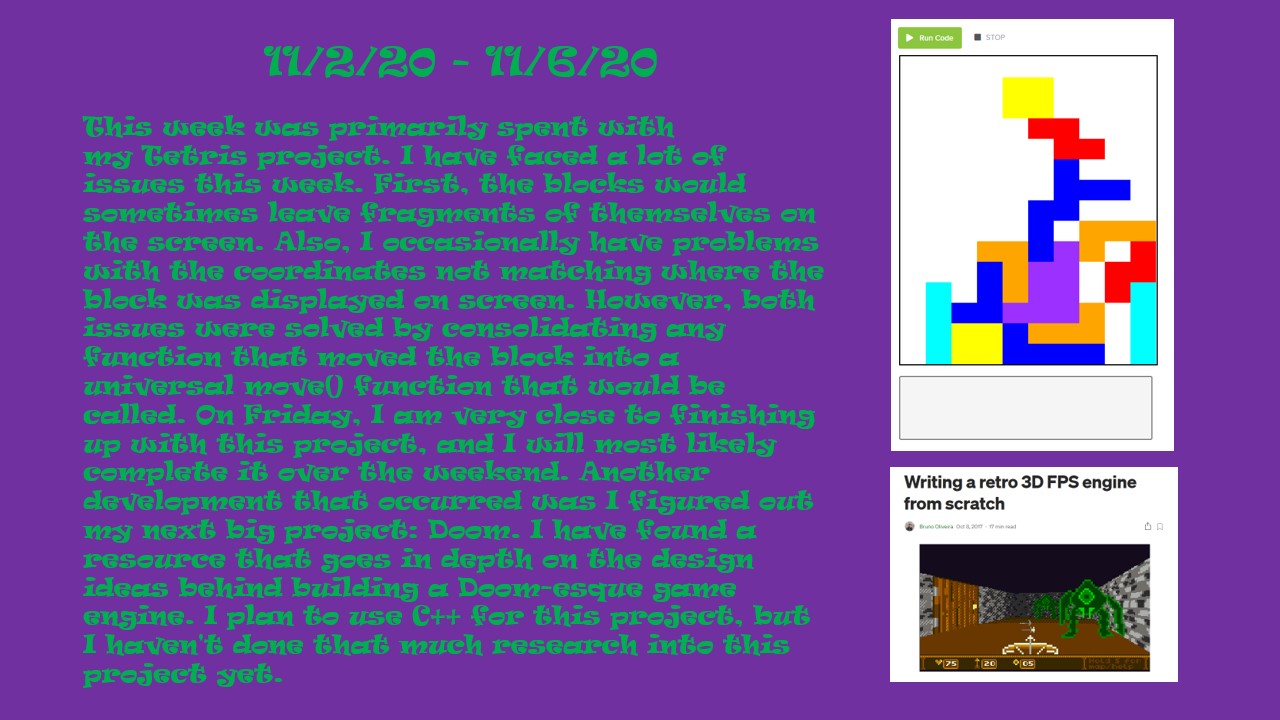 11/2/20 - 11/6/20
This week was primarily spent with
my Tetris project. I have faced a lot of
issues this week. First, the blocks would
sometimes leave fragments of themselves on
the screen. Also, I occasionally have problems
with the coordinates not matching where the
block was displayed on screen. However, both
issues were solved by consolidating any
function that moved the block into a
universal move() function that would be
called. On Friday, I am very close to finishing
up with this project, and I will most likely
complete it over the weekend. Another
development that occurred was I figured out
my next big project: Doom. I have found a
resource that goes in depth on the design
ideas behind building a Doom-esque game
engine. I plan to use C++ for this project, but
I haven't done that much research into this
project yet.
Run Code
STOP
Writing a retro 3D FPS engine
from scratch
Bruno Oliveira Oct 8, 2017 · 17 min read
75 20 05